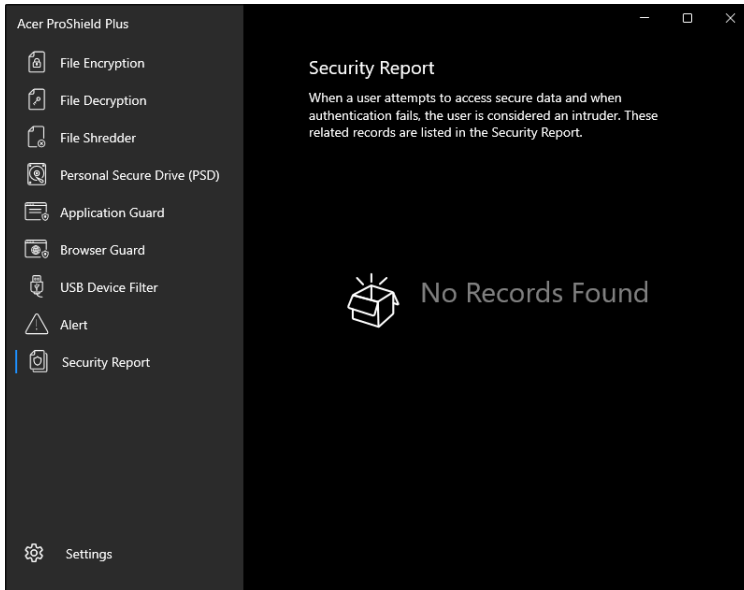 Acer ProShield Plus
File Encryption
File Decryption
File Shredder
Personal Secure Drive (PSD)
Application Guard
Browser Guard
USB Device Filter
Alert
Security Report
Settings
Security Report
When a user attempts to access secure data and when
authentication fails, the user is considered an intruder. These
related records are listed in the Security Report.
No Records Found